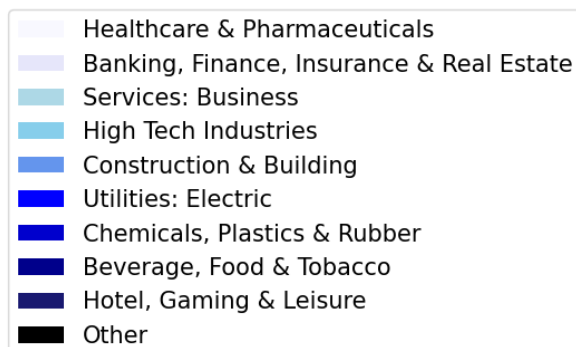 Healthcare & Pharmaceuticals
Banking, Finance, Insurance & Real Estate
Services: Business
High Tech Industries
Construction & Building
Utilities: Electric
Chemicals, Plastics & Rubber
Beverage, Food & Tobacco
Hotel, Gaming & Leisure
Other